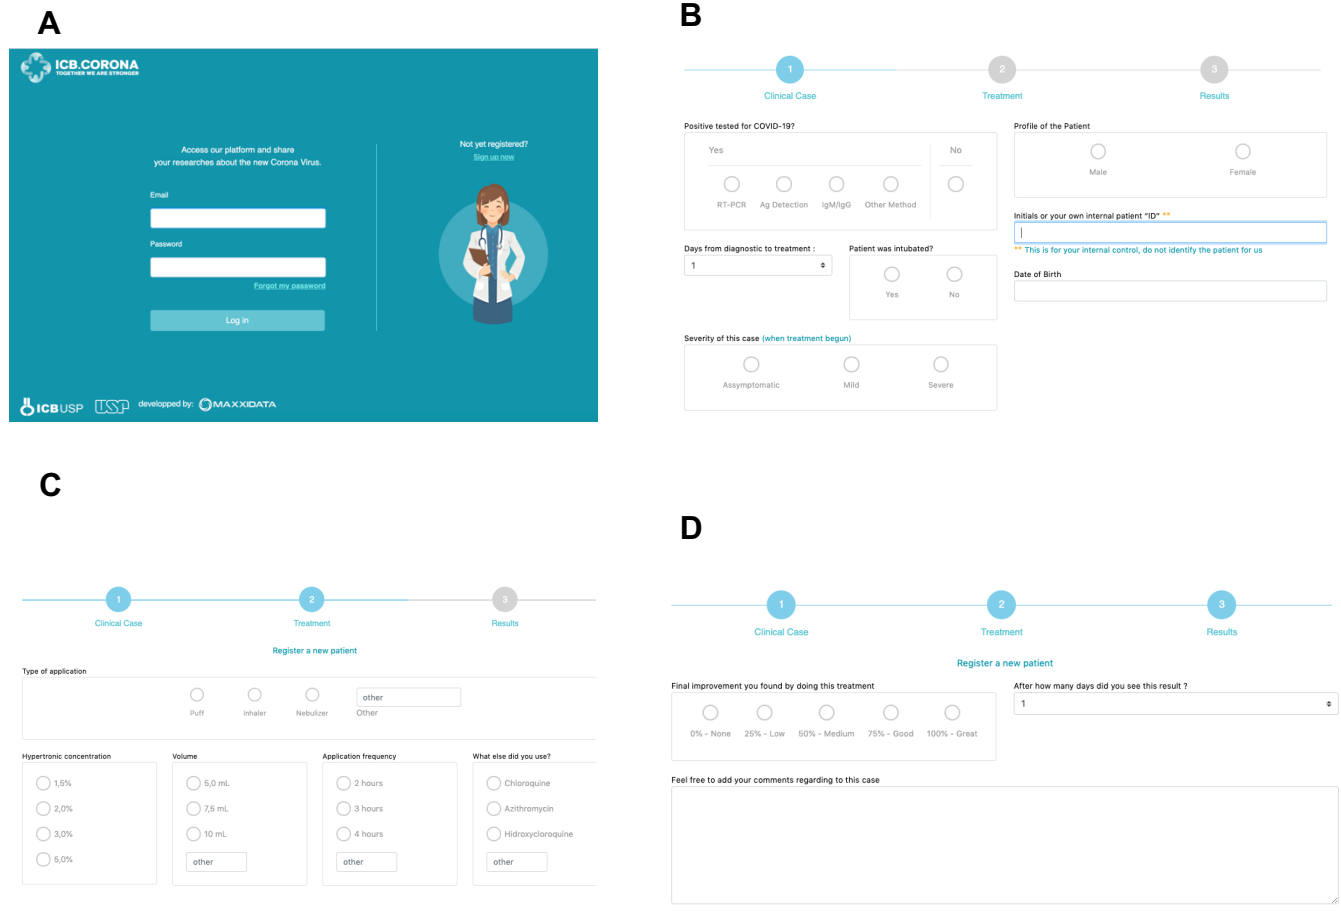 A
ICB.CORONA
TOGETHER WE ARE STRONGER
Access our platform and share
your researches about the new Corona Virus.
Email
Password
Forgot my password
Log in
Not yet registered?
Sign up now
ICBUSP USP developped by: MAXXIDATA
B
1 2 3
Clinical Case Treatment Results
Positive tested for COVID-19?
Yes No
RT-PCR Ag Detection IgM/IgG Other Method
Days from diagnostic to treatment :
1
Patient was intubated?
Yes No
Severity of this case (when treatment begun)
Assymptomatic Mild Severe
Profile of the Patient
Male Female
Initials or your own internal patient "ID" **
** This is for your internal control, do not identify the patient for us
Date of Birth
C
1 2 3
Clinical Case Treatment Results
Register a new patient
Type of application
Puff Inhaler Nebulizer other
Other
Hypertronic concentration
1,5%
2,0%
3,0%
5,0%
Volume
5,0 mL
7,5 mL
10 mL
other
Application frequency
2 hours
3 hours
4 hours
other
What else did you use?
Chloroquine
Azithromycin
Hidroxycloroquine
other
D
1 2 3
Clinical Case Treatment Results
Register a new patient
Final improvement you found by doing this treatment
0% - None 25% - Low 50% - Medium 75% - Good 100% - Great
After how many days did you see this result ?
1
Feel free to add your comments regarding to this case